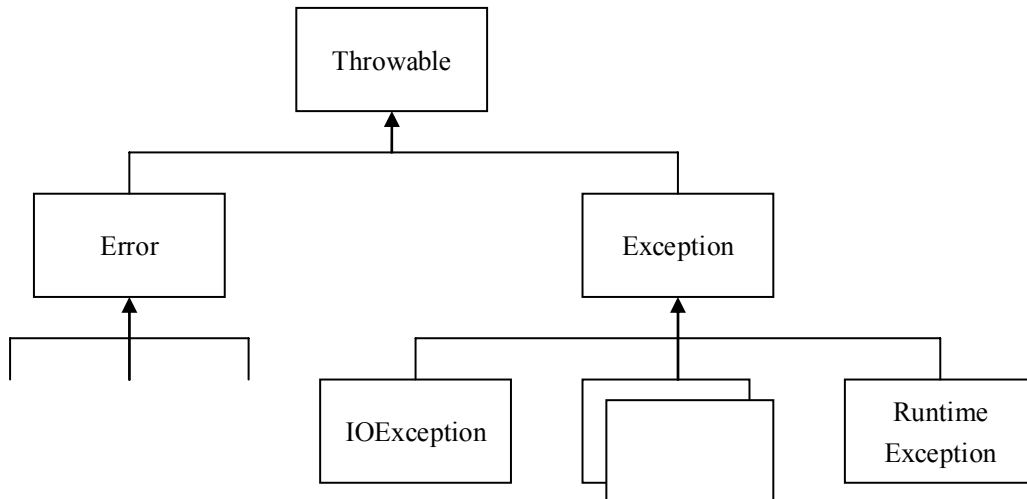 Throwable
Error
Exception
IOException
Runtime
Exception